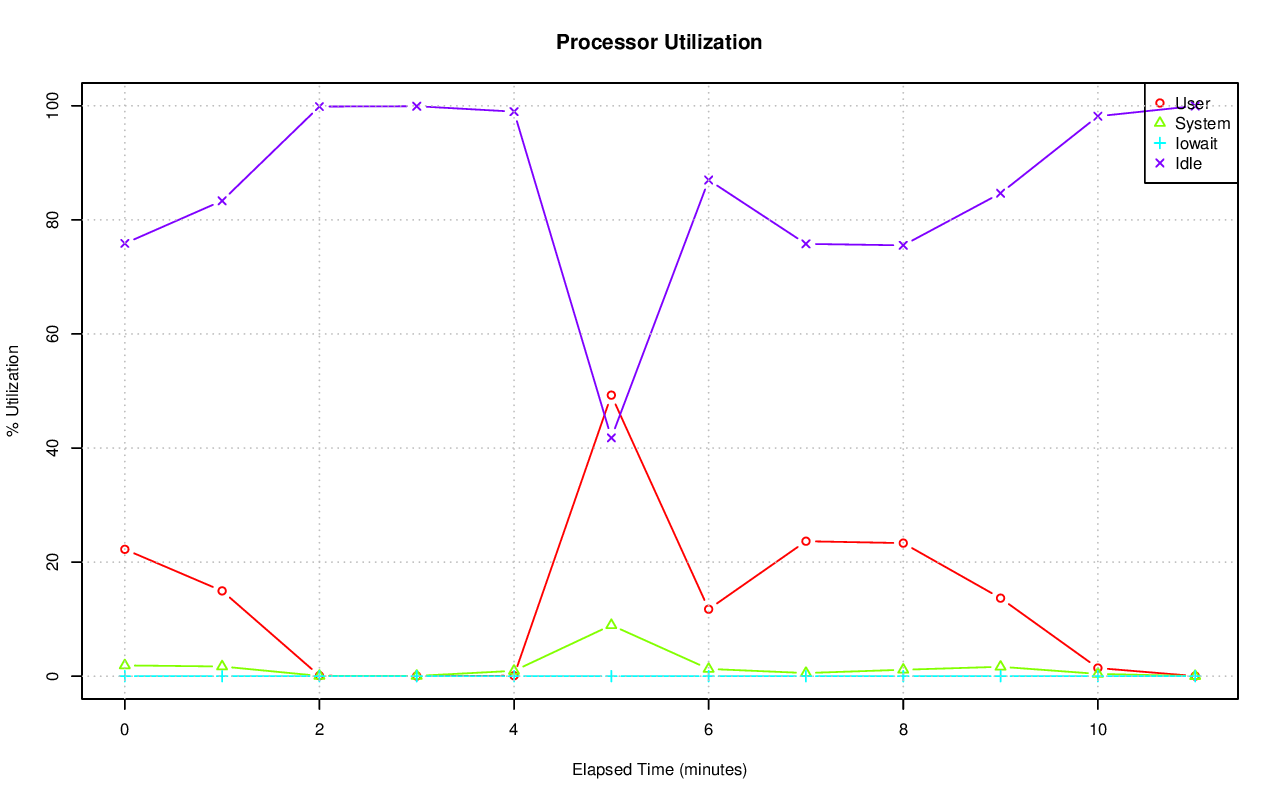 Processor Utilization
% Utilization
100
80
60
40
20
0
User
System
Iowait
Idle
0 2 4 6 8 10
Elapsed Time (minutes)